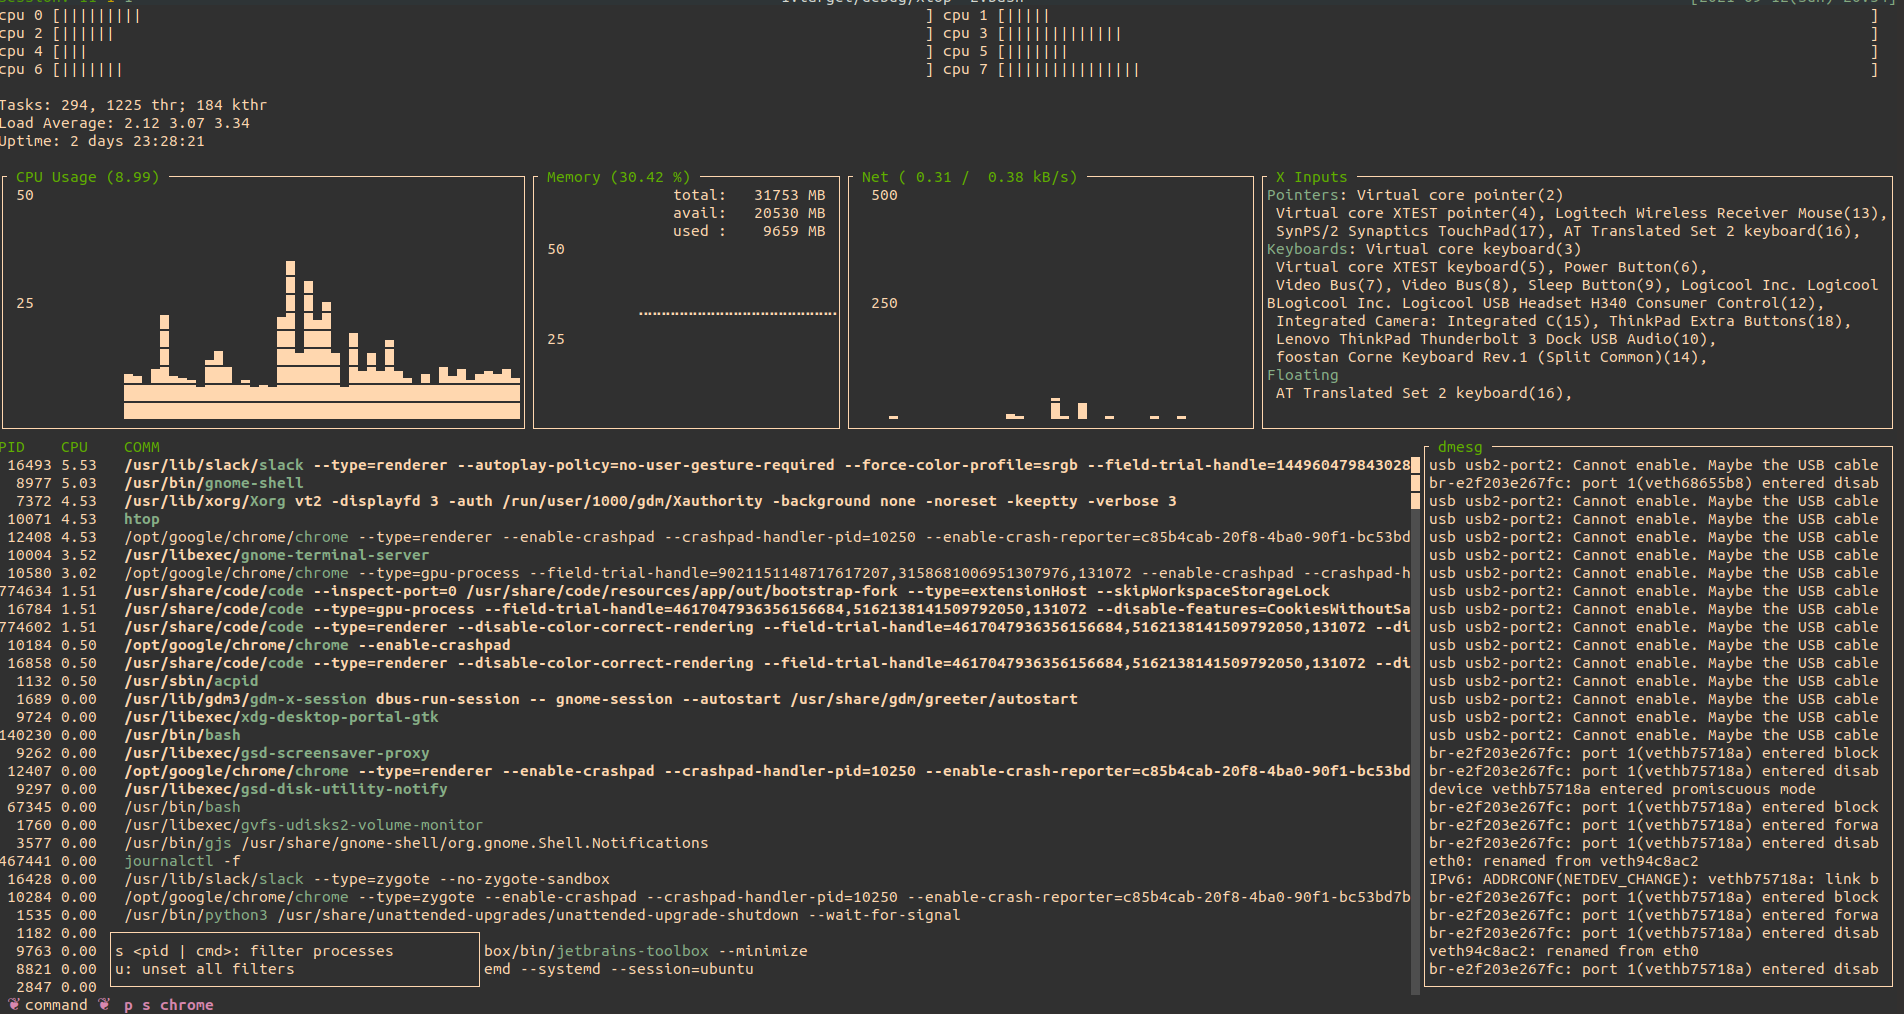 cpu 0 [||||||||| ] cpu 1 [||||| ]
cpu 2 [|||||| ] cpu 3 [||||||||||||| ]
cpu 4 [||| ] cpu 5 [||||||| ]
cpu 6 [||||||| ] cpu 7 [||||||||||||||| ]
Tasks: 294, 1225 thr; 184 kthr
Load Average: 2.12 3.07 3.34
Uptime: 2 days 23:28:21
CPU Usage (8.99)
50
25
Memory (30.42 %)
total: 31753 MB
avail: 20530 MB
used : 9659 MB
50
25
Net ( 0.31 / 0.38 kB/s)
500
250
X Inputs
Pointers: Virtual core pointer(2)
Virtual core XTEST pointer(4), Logitech Wireless Receiver Mouse(13),
SynPS/2 Synaptics TouchPad(17), AT Translated Set 2 keyboard(16),
Keyboards: Virtual core keyboard(3)
Virtual core XTEST keyboard(5), Power Button(6),
Video Bus(7), Video Bus(8), Sleep Button(9), Logicool Inc. Logicool
BLogicool Inc. Logicool USB Headset H340 Consumer Control(12),
Integrated Camera: Integrated C(15), ThinkPad Extra Buttons(18),
Lenovo ThinkPad Thunderbolt 3 Dock USB Audio(10),
foostan Corne Keyboard Rev.1 (Split Common)(14),
Floating
AT Translated Set 2 keyboard(16),
PID CPU COMM
16493 5.53 /usr/lib/slack/slack --type=renderer --autoplay-policy=no-user-gesture-required --force-color-profile=srgb --field-trial-handle=144960479843028
8977 5.03 /usr/bin/gnome-shell
7372 4.53 /usr/lib/xorg/Xorg vt2 -displayfd 3 -auth /run/user/1000/gdm/Xauthority -background none -noreset -keeptty -verbose 3
10071 4.53 htop
12408 4.53 /opt/google/chrome/chrome --type=renderer --enable-crashpad --crashpad-handler-pid=10250 --enable-crash-reporter=c85b4cab-20f8-4ba0-90f1-bc53bd
10004 3.52 /usr/libexec/gnome-terminal-server
10580 3.02 /opt/google/chrome/chrome --type=gpu-process --field-trial-handle=9021151148717617207,3158681006951307976,131072 --enable-crashpad --crashpad-h
774634 1.51 /usr/share/code/code --inspect-port=0 /usr/share/code/resources/app/out/bootstrap-fork --type=extensionHost --skipWorkspaceStorageLock
16784 1.51 /usr/share/code/code --type=gpu-process --field-trial-handle=4617047936356156684,5162138141509792050,131072 --disable-features=CookiesWithoutSa
774602 1.51 /usr/share/code/code --type=renderer --disable-color-correct-rendering --field-trial-handle=4617047936356156684,5162138141509792050,131072 --di
10184 0.50 /opt/google/chrome/chrome --enable-crashpad
16858 0.50 /usr/share/code/code --type=renderer --disable-color-correct-rendering --field-trial-handle=4617047936356156684,5162138141509792050,131072 --di
1132 0.50 /usr/sbin/acpid
1689 0.00 /usr/lib/gdm3/gdm-x-session dbus-run-session -- gnome-session --autostart /usr/share/gdm/greeter/autostart
9724 0.00 /usr/libexec/xdg-desktop-portal-gtk
140230 0.00 /usr/bin/bash
9262 0.00 /usr/libexec/gsd-screensaver-proxy
12407 0.00 /opt/google/chrome/chrome --type=renderer --enable-crashpad --crashpad-handler-pid=10250 --enable-crash-reporter=c85b4cab-20f8-4ba0-90f1-bc53bd
9297 0.00 /usr/libexec/gsd-disk-utility-notify
67345 0.00 /usr/bin/bash
1760 0.00 /usr/libexec/gvfs-udisks2-volume-monitor
3577 0.00 /usr/bin/gjs /usr/share/gnome-shell/org.gnome.Shell.Notifications
467441 0.00 journalctl -f
16428 0.00 /usr/lib/slack/slack --type=zygote --no-zygote-sandbox
10284 0.00 /opt/google/chrome/chrome --type=zygote --enable-crashpad --crashpad-handler-pid=10250 --enable-crash-reporter=c85b4cab-20f8-4ba0-90f1-bc53bd7b
1535 0.00 /usr/bin/python3 /usr/share/unattended-upgrades/unattended-upgrade-shutdown --wait-for-signal
1182 0.00
9763 0.00 box/bin/jetbrains-toolbox --minimize
8821 0.00 emd --systemd --session=ubuntu
2847 0.00
s <pid | cmd>: filter processes
u: unset all filters
dmesg
usb usb2-port2: Cannot enable. Maybe the USB cable
br-e2f203e267fc: port 1(veth68655b8) entered disab
usb usb2-port2: Cannot enable. Maybe the USB cable
usb usb2-port2: Cannot enable. Maybe the USB cable
usb usb2-port2: Cannot enable. Maybe the USB cable
usb usb2-port2: Cannot enable. Maybe the USB cable
usb usb2-port2: Cannot enable. Maybe the USB cable
usb usb2-port2: Cannot enable. Maybe the USB cable
usb usb2-port2: Cannot enable. Maybe the USB cable
usb usb2-port2: Cannot enable. Maybe the USB cable
usb usb2-port2: Cannot enable. Maybe the USB cable
usb usb2-port2: Cannot enable. Maybe the USB cable
usb usb2-port2: Cannot enable. Maybe the USB cable
usb usb2-port2: Cannot enable. Maybe the USB cable
usb usb2-port2: Cannot enable. Maybe the USB cable
usb usb2-port2: Cannot enable. Maybe the USB cable
br-e2f203e267fc: port 1(vethb75718a) entered block
br-e2f203e267fc: port 1(vethb75718a) entered disab
device vethb75718a entered promiscuous mode
br-e2f203e267fc: port 1(vethb75718a) entered block
br-e2f203e267fc: port 1(vethb75718a) entered forwa
br-e2f203e267fc: port 1(vethb75718a) entered disab
eth0: renamed from veth94c8ac2
IPv6: ADDRCONF(NETDEV_CHANGE): vethb75718a: link b
br-e2f203e267fc: port 1(vethb75718a) entered block
br-e2f203e267fc: port 1(vethb75718a) entered forwa
br-e2f203e267fc: port 1(vethb75718a) entered disab
veth94c8ac2: renamed from eth0
br-e2f203e267fc: port 1(vethb75718a) entered disab
❦ command ❦ p s chrome